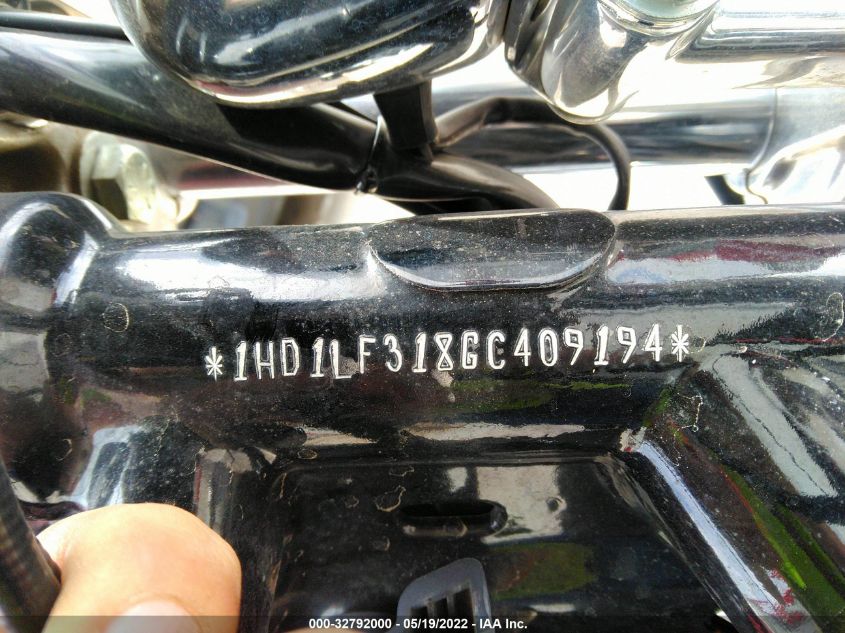 *1HD1LF318GC409194*
000-32792000 - 05/19/2022 - IAA Inc.